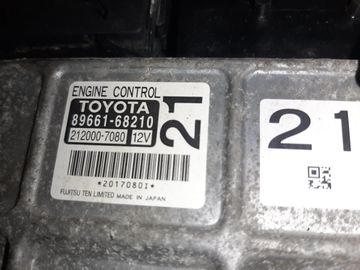 ENGINE CONTROL
TOYOTA
89661-68210
212000-7080 12V
21
*2017080I*
FUJITSU TEN LIMITED MADE IN JAPAN
21